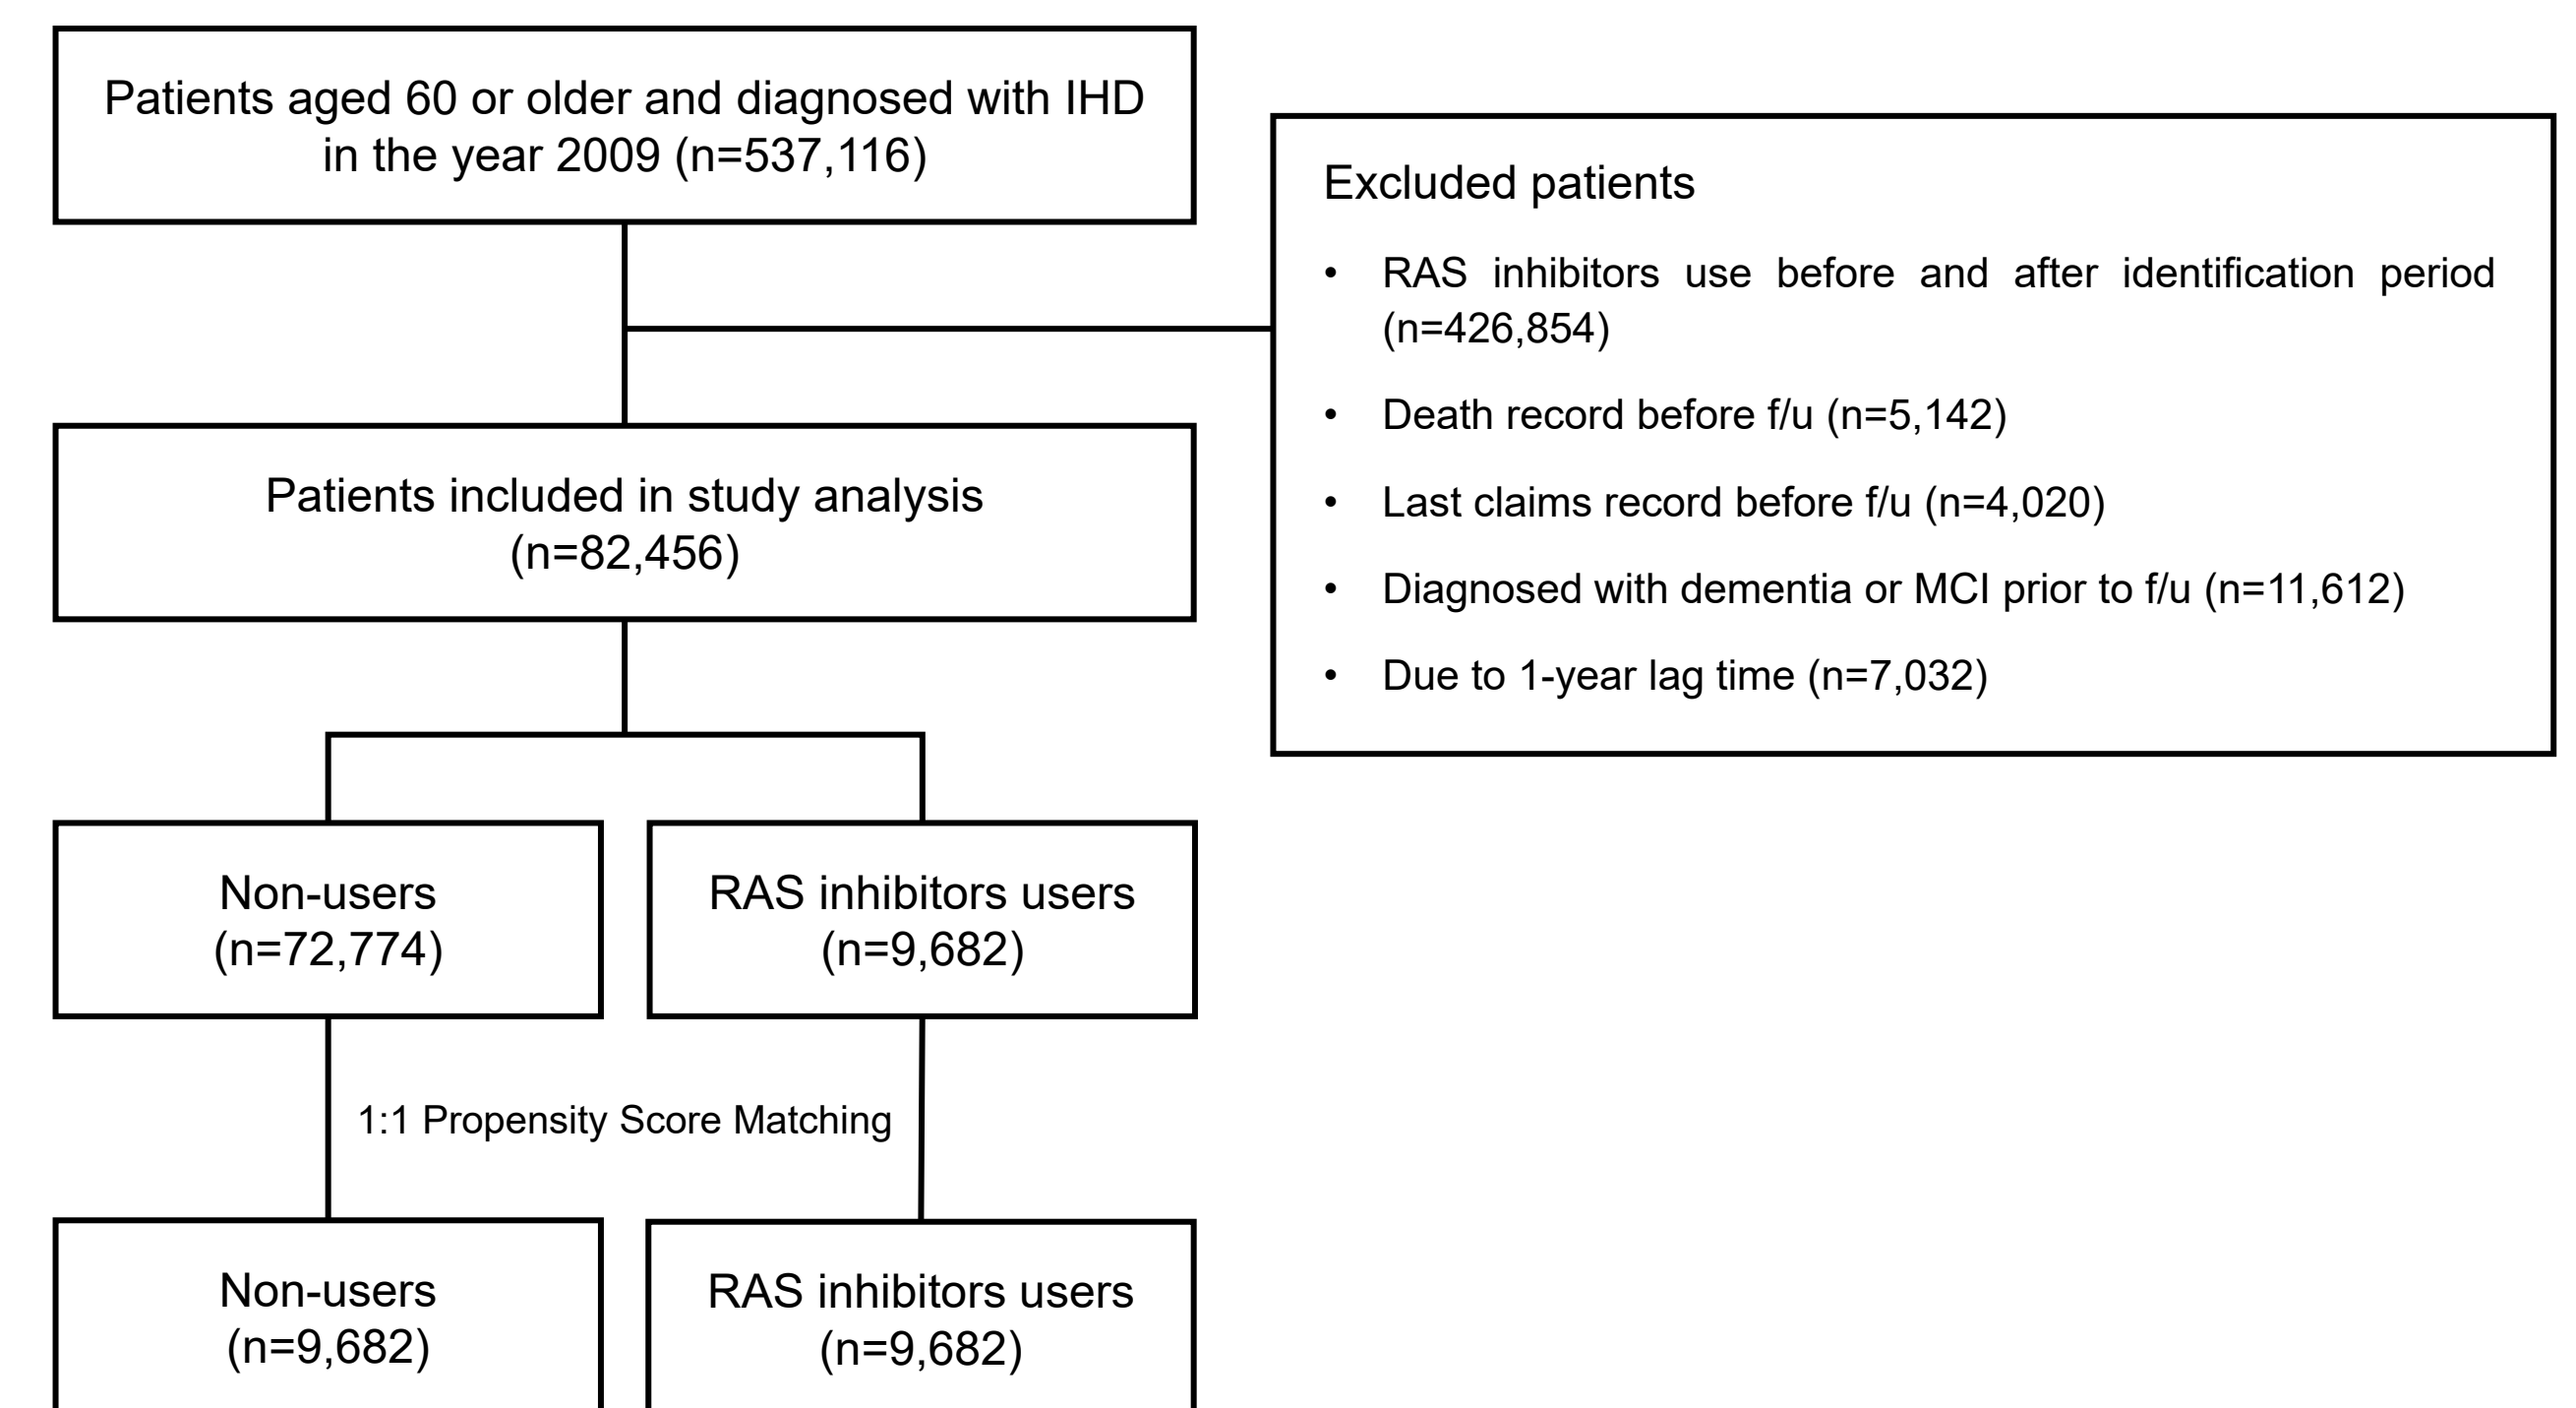 Patients aged 60 or older and diagnosed with IHD
in the year 2009 (n=537,116)
Excluded patients
• RAS inhibitors use before and after identification period
(n=426,854)
• Death record before f/u (n=5,142)
• Last claims record before f/u (n=4,020)
• Diagnosed with dementia or MCI prior to f/u (n=11,612)
• Due to 1-year lag time (n=7,032)
Patients included in study analysis
(n=82,456)
Non-users
(n=72,774)
RAS inhibitors users
(n=9,682)
1:1 Propensity Score Matching
Non-users
(n=9,682)
RAS inhibitors users
(n=9,682)